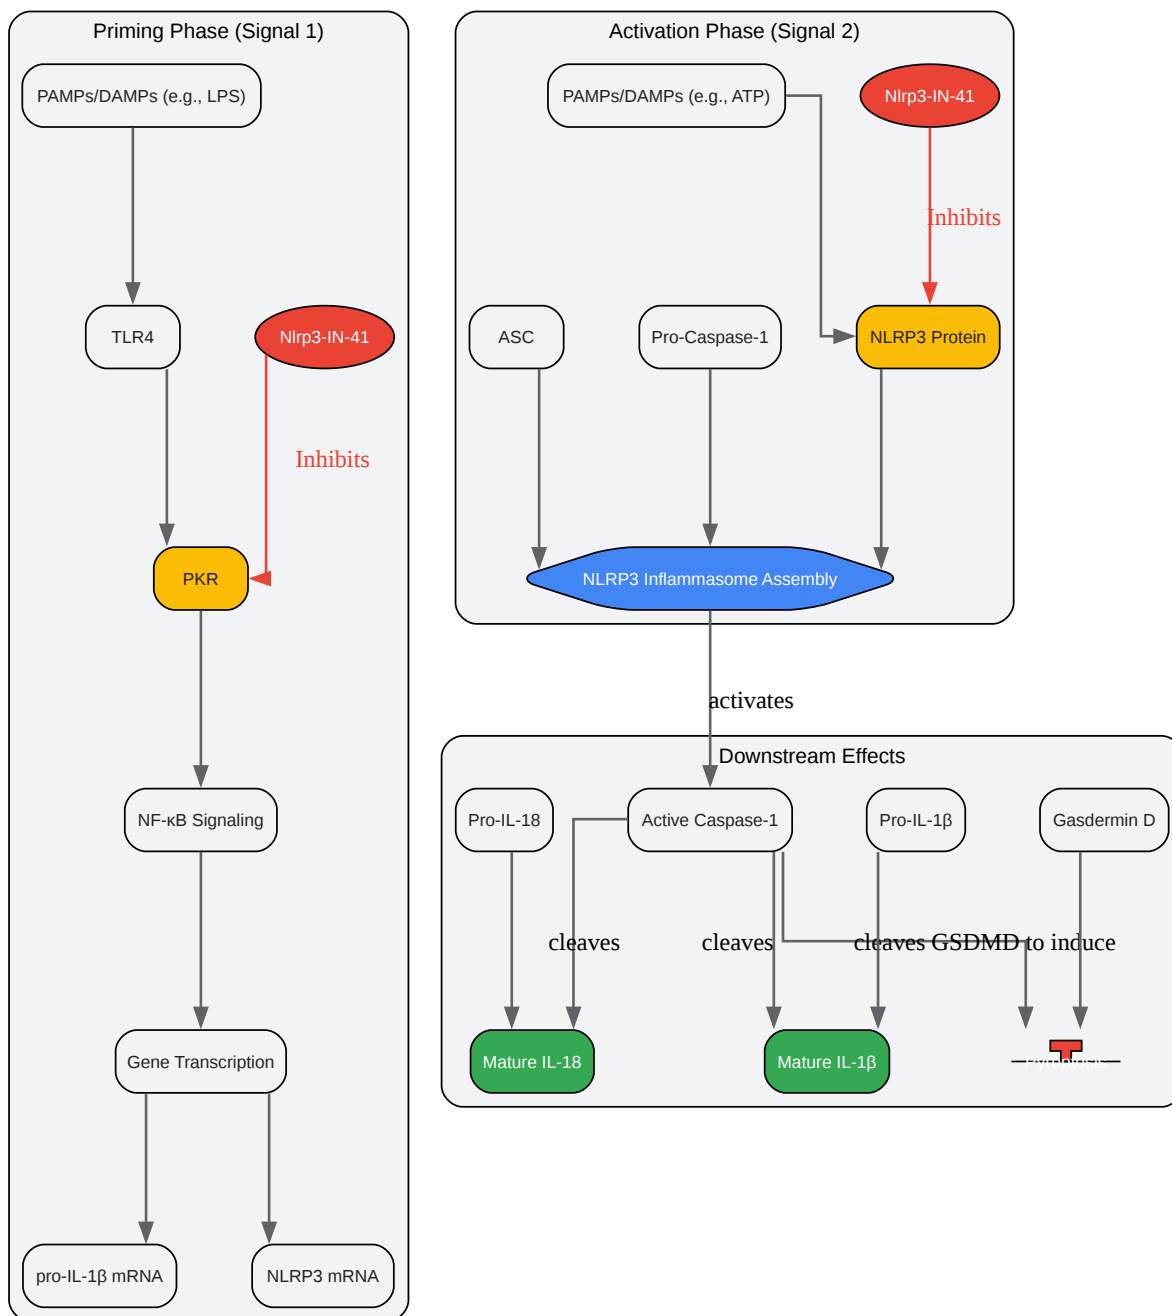 Priming Phase (Signal 1)
PAMPs/DAMPs (e.g., LPS)
TLR4
Nlrp3-IN-41
Inhibits
PKR
NF-κB Signaling
Gene Transcription
pro-IL-1β mRNA
NLRP3 mRNA
Activation Phase (Signal 2)
PAMPs/DAMPs (e.g., ATP)
Nlrp3-IN-41
Inhibits
ASC
Pro-Caspase-1
NLRP3 Protein
NLRP3 Inflammasome Assembly
activates
Downstream Effects
Pro-IL-18
Active Caspase-1
Pro-IL-1β
Gasdermin D
cleaves
cleaves
cleaves GSDMD to induce
Mature IL-18
Mature IL-1β
Pyroptosis